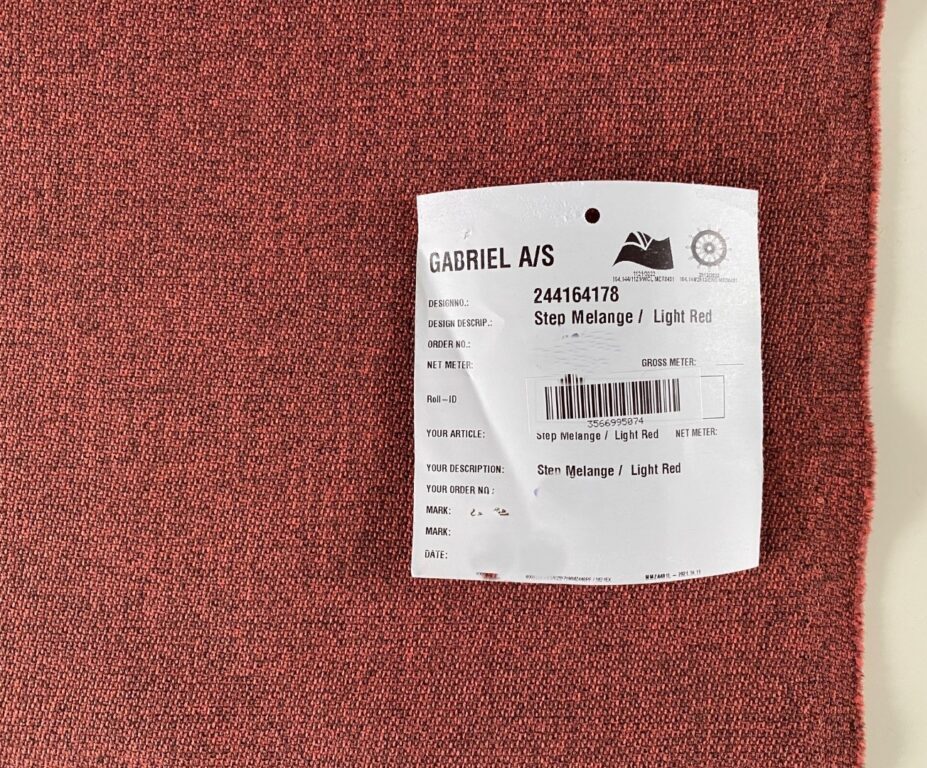 GABRIEL A/S
DESIGNNO.: 244164178
DESIGN DESCRIP.: Step Melange / Light Red
ORDER NO.:
NET METER: GROSS METER:
Roll-ID
3566995074
YOUR ARTICLE: Step Melange / Light Red NET METER:
YOUR DESCRIPTION: Step Melange / Light Red
YOUR ORDER NO :
MARK:
MARK:
DATE: